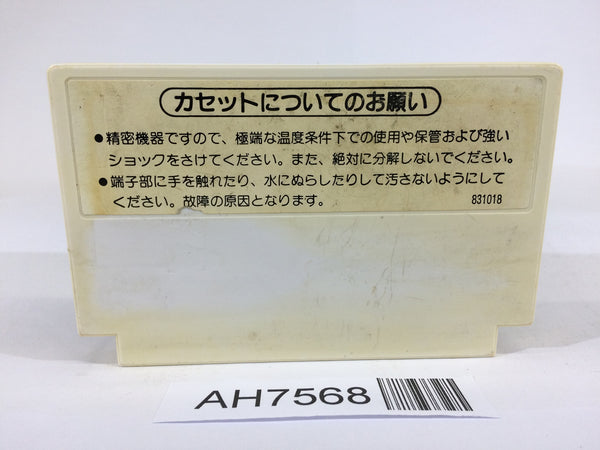 カセットについてのお願い
●精密機器ですので、極端な温度条件下での使用や保管および強い
ショックをさけてください。また、絶対に分解しないでください。
●端子部に手を触れたり、水にぬらしたりして汚さないようにして
ください。故障の原因となります。
831018
AH7568